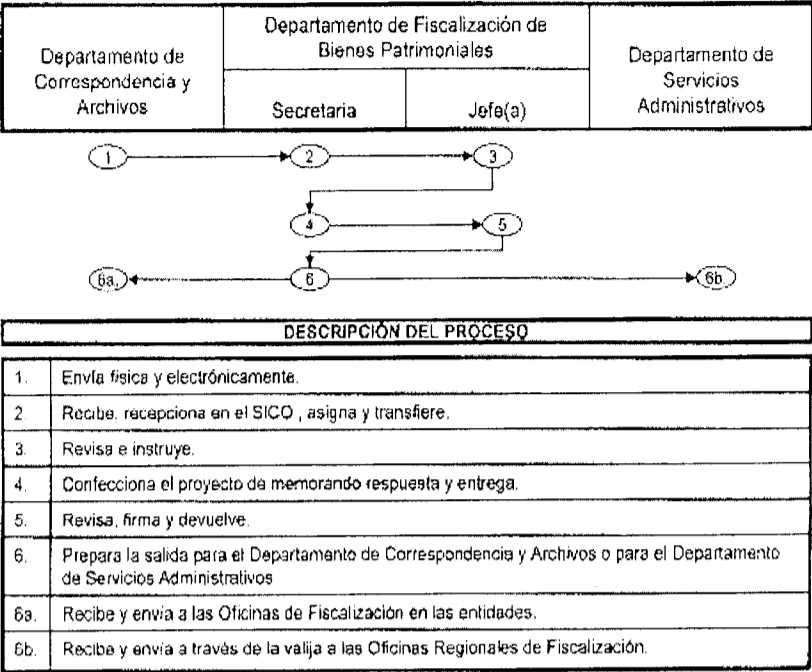 Departamento de
Correspondencia y
Archivos
Departamento de Fiscalización de
Bienes Patrimoniales
Secretaria
Jefe(a)
Departamento de
Servicios
Administrativos
1
2
3
4
5
6a.
6
6b.
DESCRIPCIÓN DEL PROCESO
1. Envía física y electrónicamente.
2. Recibe, recepciona en el SICO , asigna y transfiere.
3. Revisa e instruye.
4. Confecciona el proyecto de memorando respuesta y entrega.
5. Revisa, firma y devuelve.
6. Prepara la salida para el Departamento de Correspondencia y Archivos o para el Departamento
de Servicios Administrativos
6a. Recibe y envía a las Oficinas de Fiscalización en las entidades.
6b. Recibe y envía a través de la valija a las Oficinas Regionales de Fiscalización.